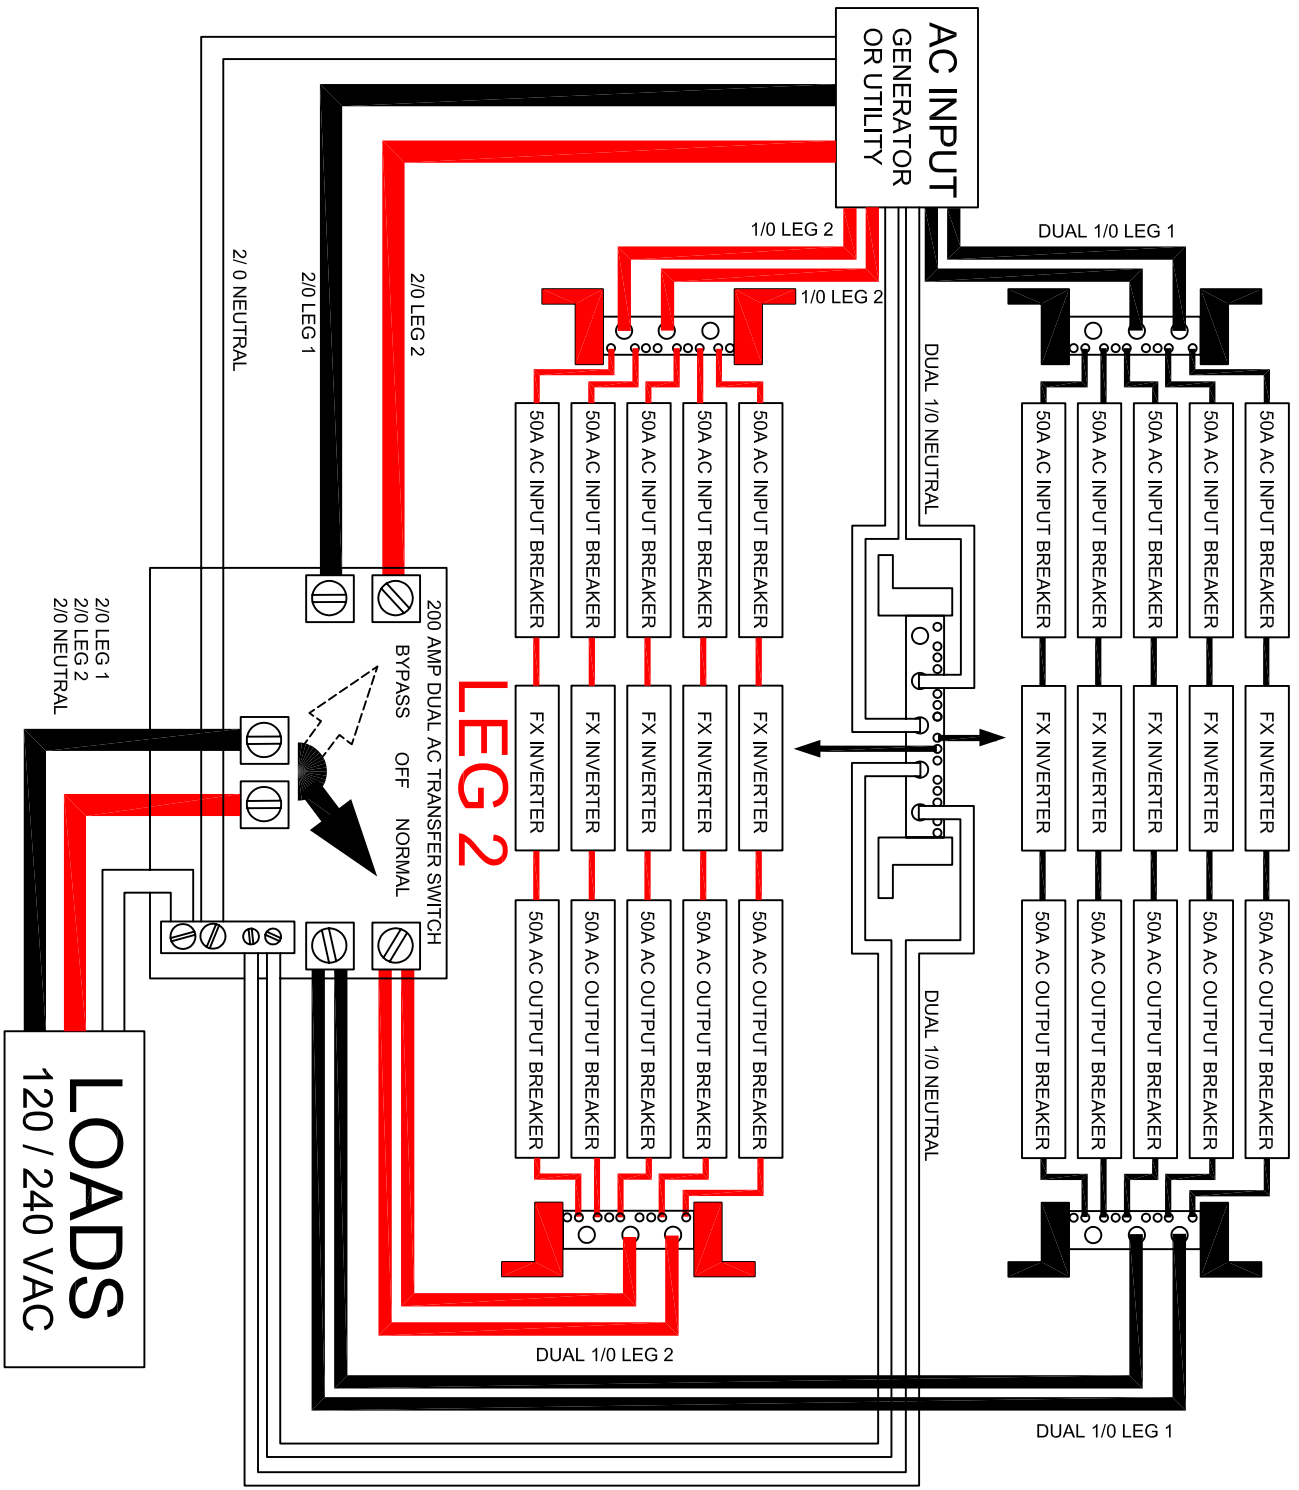 AC INPUT
GENERATOR
OR UTILITY
DUAL 1/0 LEG 1
1/0 LEG 2
1/0 LEG 2
2/ 0 NEUTRAL
2/0 LEG 1
2/0 LEG 2
DUAL 1/0 NEUTRAL
50A AC INPUT BREAKER
50A AC INPUT BREAKER
50A AC INPUT BREAKER
50A AC INPUT BREAKER
50A AC INPUT BREAKER
50A AC INPUT BREAKER
50A AC INPUT BREAKER
50A AC INPUT BREAKER
50A AC INPUT BREAKER
50A AC INPUT BREAKER
FX INVERTER
FX INVERTER
FX INVERTER
FX INVERTER
FX INVERTER
FX INVERTER
FX INVERTER
FX INVERTER
FX INVERTER
FX INVERTER
50A AC OUTPUT BREAKER
50A AC OUTPUT BREAKER
50A AC OUTPUT BREAKER
50A AC OUTPUT BREAKER
50A AC OUTPUT BREAKER
50A AC OUTPUT BREAKER
50A AC OUTPUT BREAKER
50A AC OUTPUT BREAKER
50A AC OUTPUT BREAKER
50A AC OUTPUT BREAKER
LEG 2
200 AMP DUAL AC TRANSFER SWITCH
BYPASS OFF NORMAL
2/0 LEG 1
2/0 LEG 2
2/0 NEUTRAL
DUAL 1/0 NEUTRAL
LOADS
120 / 240 VAC
DUAL 1/0 LEG 2
DUAL 1/0 LEG 1